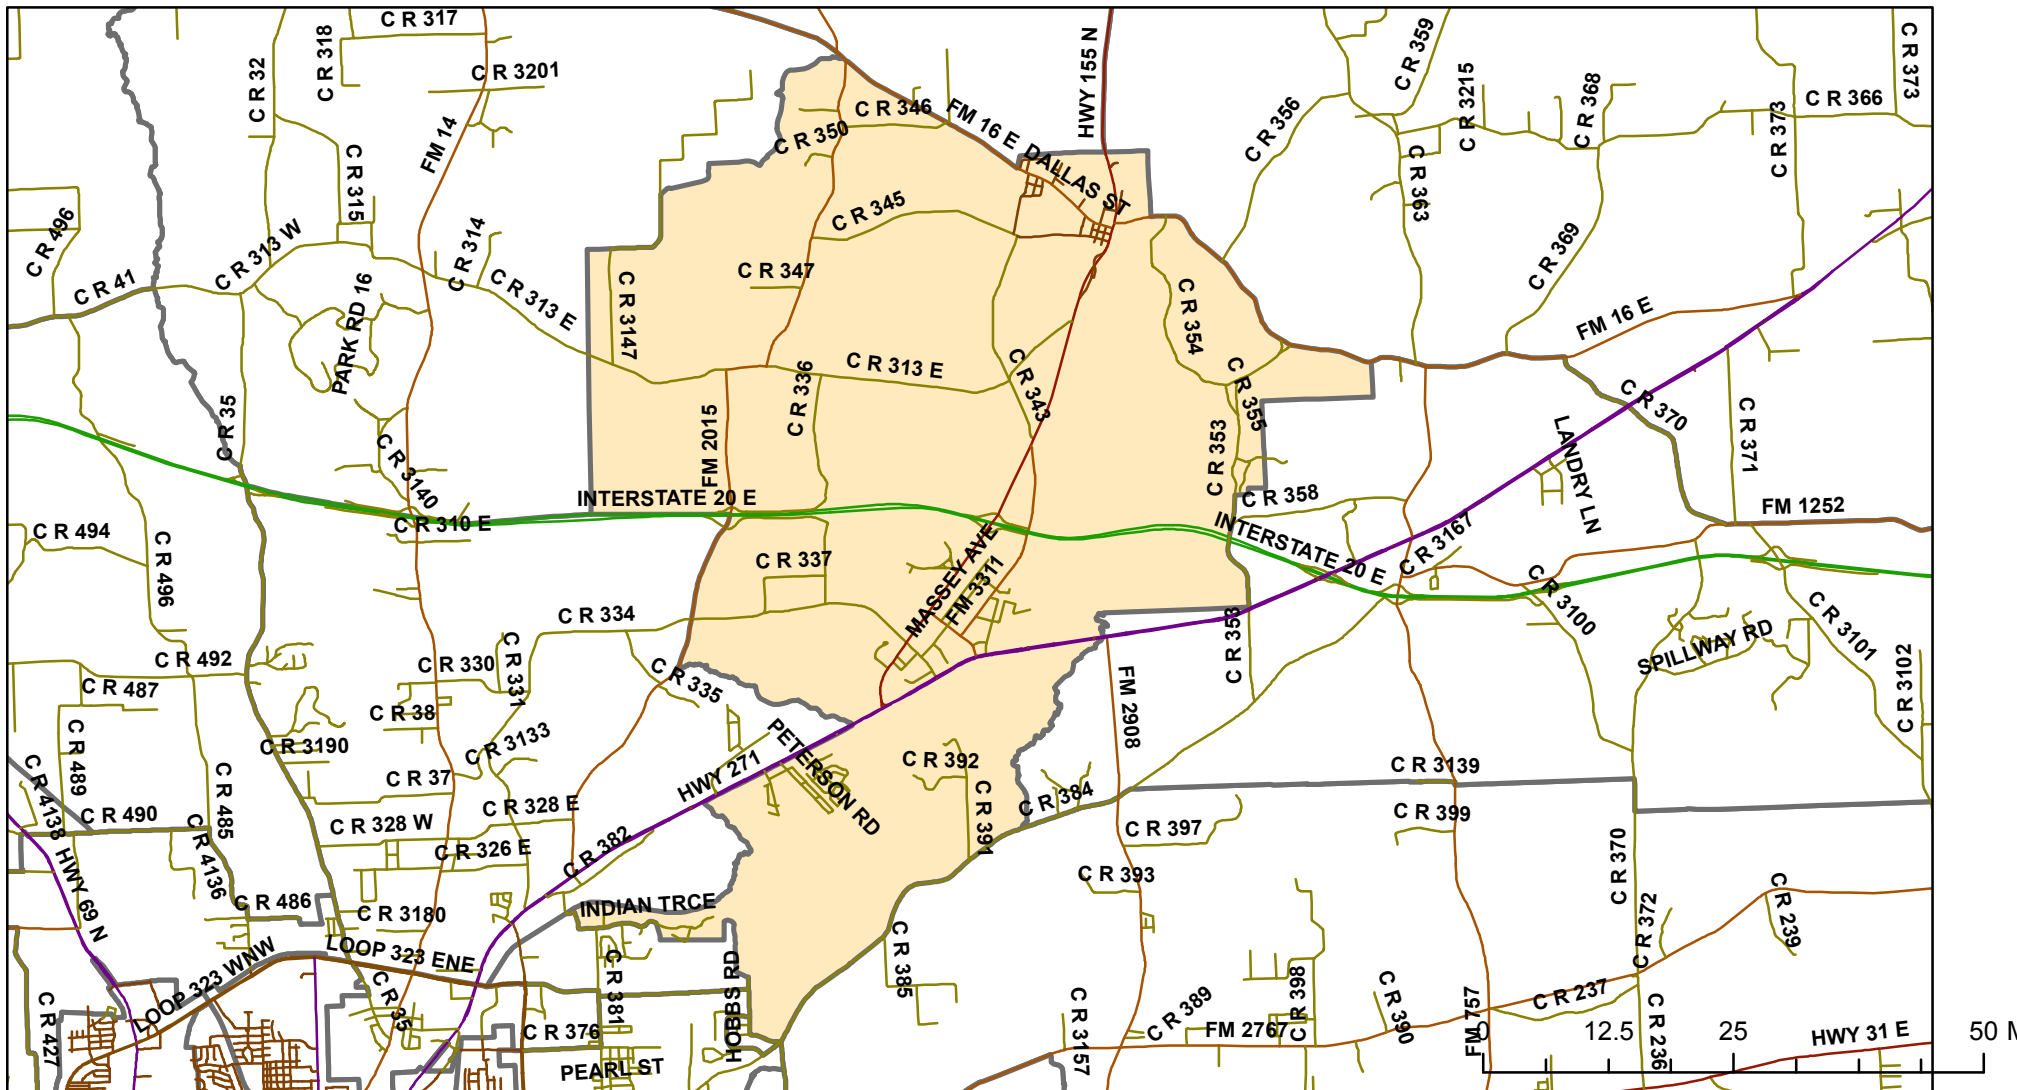 C R 317
C R 318
C R 32
C R 3201
FM 14
C R 315
C R 496
C R 41
C R 313 W
C R 314
C R 313 E
PARK RD 16
C R 35
C R 3140
C R 310 E
INTERSTATE 20 E
C R 494
C R 496
C R 492
C R 487
C R 489
C R 4138
C R 490
C R 485
C R 4136
C R 486
HWY 69 N
LOOP 323 WNW
LOOP 323 ENE
C R 427
C R 35
C R 3190
C R 38
C R 330
C R 331
C R 3133
C R 37
C R 328 W
C R 328 E
C R 326 E
C R 3180
C R 382
INDIAN TRCE
C R 381
C R 376
PEARL ST
HOBBS RD
C R 334
C R 335
HWY 271
PETERSON RD
C R 392
C R 391
C R 384
C R 385
C R 350
C R 346
FM 16 E
DALLAS ST
HWY 155 N
C R 345
C R 347
C R 3147
C R 336
C R 313 E
C R 343
FM 2015
C R 337
MASSEY AVE
FM 3311
C R 354
C R 355
C R 353
C R 358
INTERSTATE 20 E
C R 353
FM 2908
C R 356
C R 359
C R 3215
C R 368
C R 363
C R 369
C R 373
C R 366
C R 373
FM 16 E
C R 370
C R 371
LANDRY LN
FM 1252
C R 3167
C R 3100
SPILLWAY RD
C R 3101
C R 3102
C R 3139
C R 397
C R 399
C R 393
C R 370
C R 372
C R 239
C R 237
C R 236
FM 757
C R 390
C R 398
C R 389
FM 2767
C R 3157
HWY 31 E
0 12.5 25 50 M